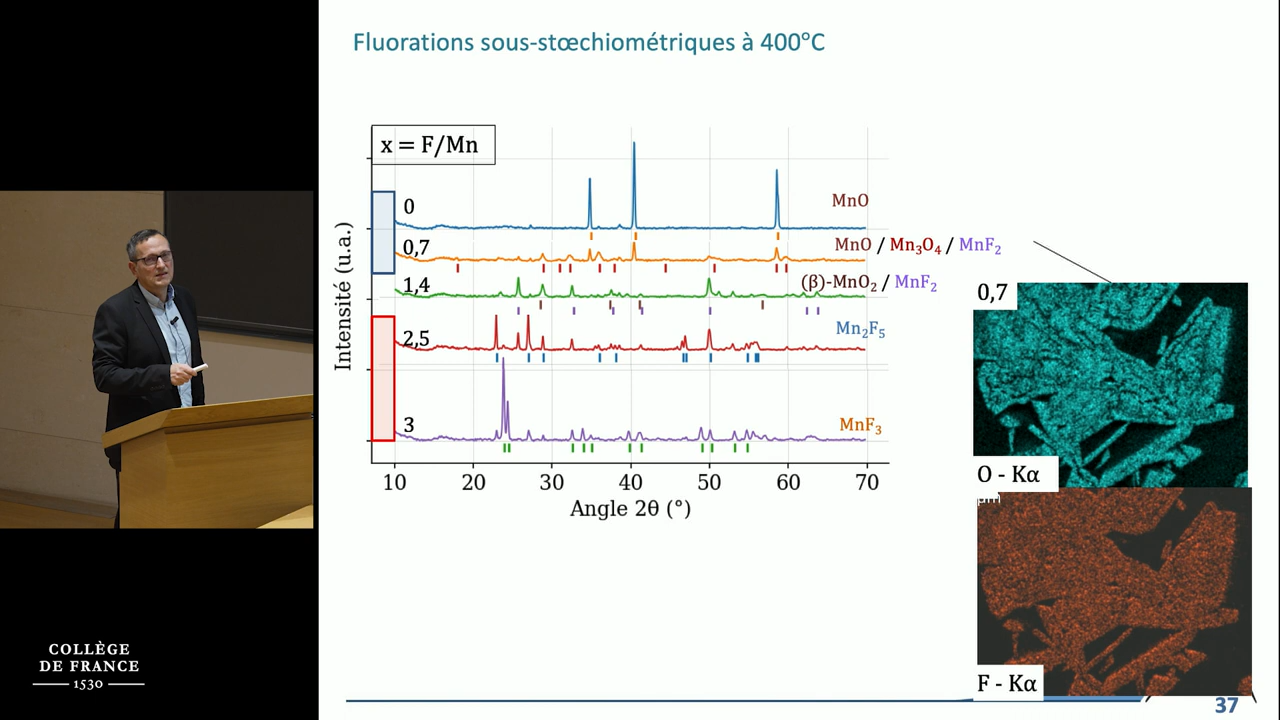 Fluorations sous-stœchiométriques à 400°C
x = F/Mn
0
MnO
0,7
MnO / Mn₃O₄ / MnF₂
1,4
(β)-MnO₂ / MnF₂
2,5
Mn₂F₅
3
MnF₃
Intensité (u.a.)
10 20 30 40 50 60 70
Angle 2θ (°)
0,7
O - Kα
µm
F - Kα
37
COLLÈGE
DE FRANCE
1530